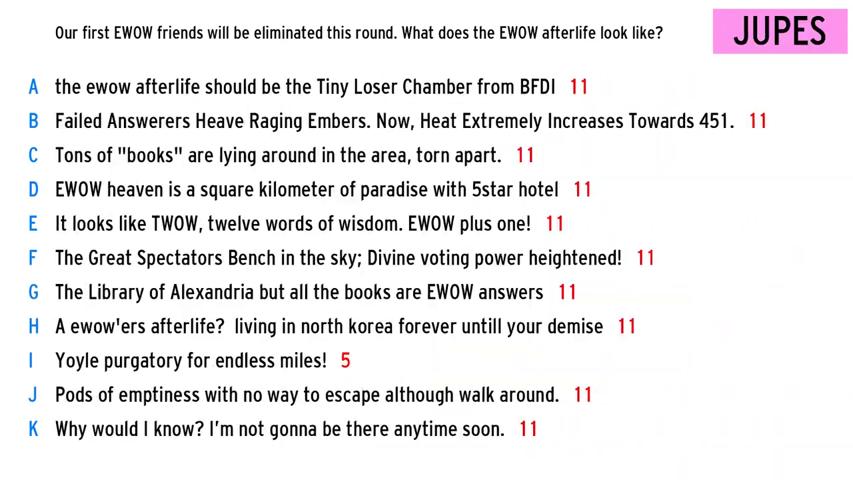 Our first EWOW friends will be eliminated this round. What does the EWOW afterlife look like?
JUPES
A the ewow afterlife should be the Tiny Loser Chamber from BFDI 11
B Failed Answerers Heave Raging Embers. Now, Heat Extremely Increases Towards 451. 11
C Tons of "books" are lying around in the area, torn apart. 11
D EWOW heaven is a square kilometer of paradise with 5star hotel 11
E It looks like TWOW, twelve words of wisdom. EWOW plus one! 11
F The Great Spectators Bench in the sky; Divine voting power heightened! 11
G The Library of Alexandria but all the books are EWOW answers 11
H A ewow'ers afterlife?  living in north korea forever untill your demise 11
I Yoyle purgatory for endless miles! 5
J Pods of emptiness with no way to escape although walk around. 11
K Why would I know? I'm not gonna be there anytime soon. 11